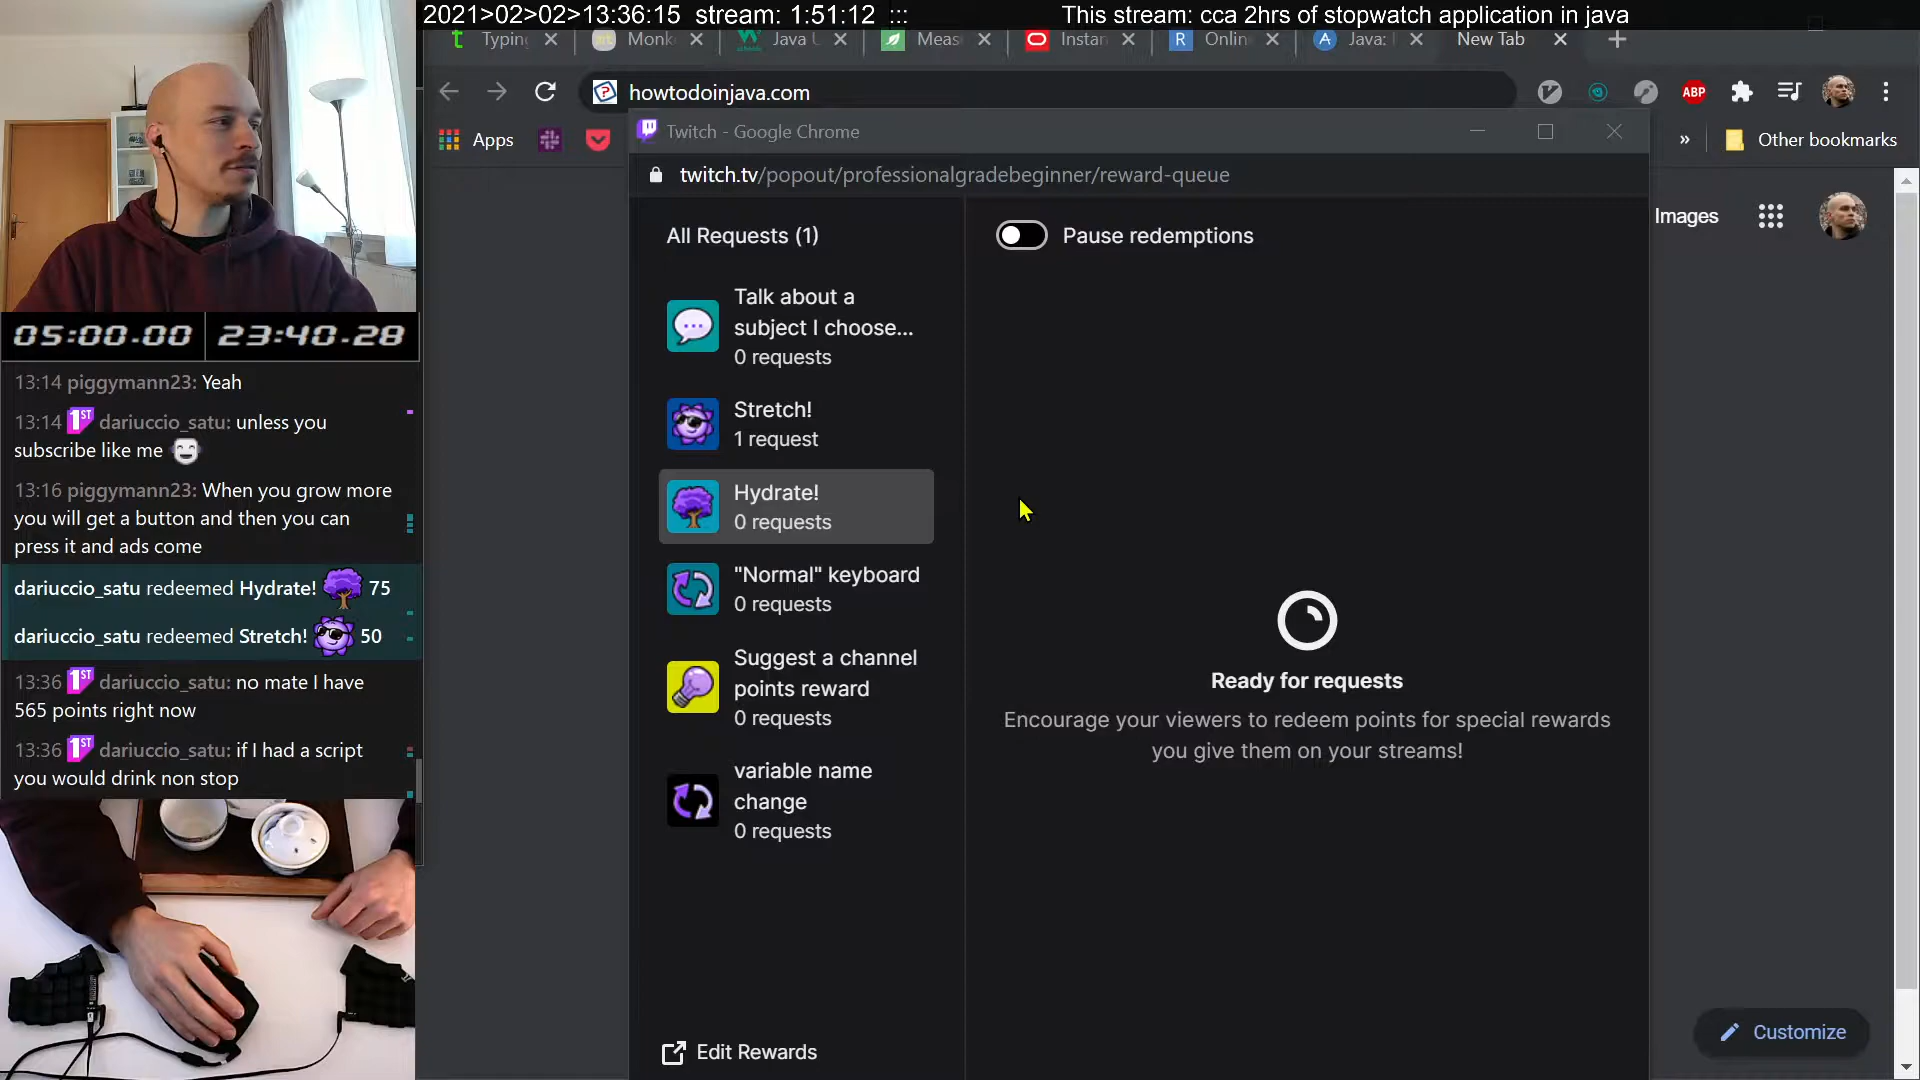 2021>02>02>13:36:15 stream: 1:51:12 :::
This stream: cca 2hrs of stopwatch application in java
Typing
Monk
Java U
Meas
Instan
Onlin
Java:
New Tab
howtodoinjava.com
ABP
Apps
Other bookmarks
Twitch - Google Chrome
twitch.tv/popout/professionalgradebeginner/reward-queue
Images
All Requests (1)
Pause redemptions
Talk about a
subject I choose...
0 requests
Stretch!
1 request
Hydrate!
0 requests
"Normal" keyboard
0 requests
Suggest a channel
points reward
0 requests
variable name
change
0 requests
Edit Rewards
Ready for requests
Encourage your viewers to redeem points for special rewards
you give them on your streams!
Customize
05:00.00
23:40.28
13:14 piggymann23: Yeah
13:14 1ST dariuccio_satu: unless you
subscribe like me
13:16 piggymann23: When you grow more
you will get a button and then you can
press it and ads come
dariuccio_satu redeemed Hydrate! 75
dariuccio_satu redeemed Stretch! 50
13:36 1ST dariuccio_satu: no mate I have
565 points right now
13:36 1ST dariuccio_satu: if I had a script
you would drink non stop